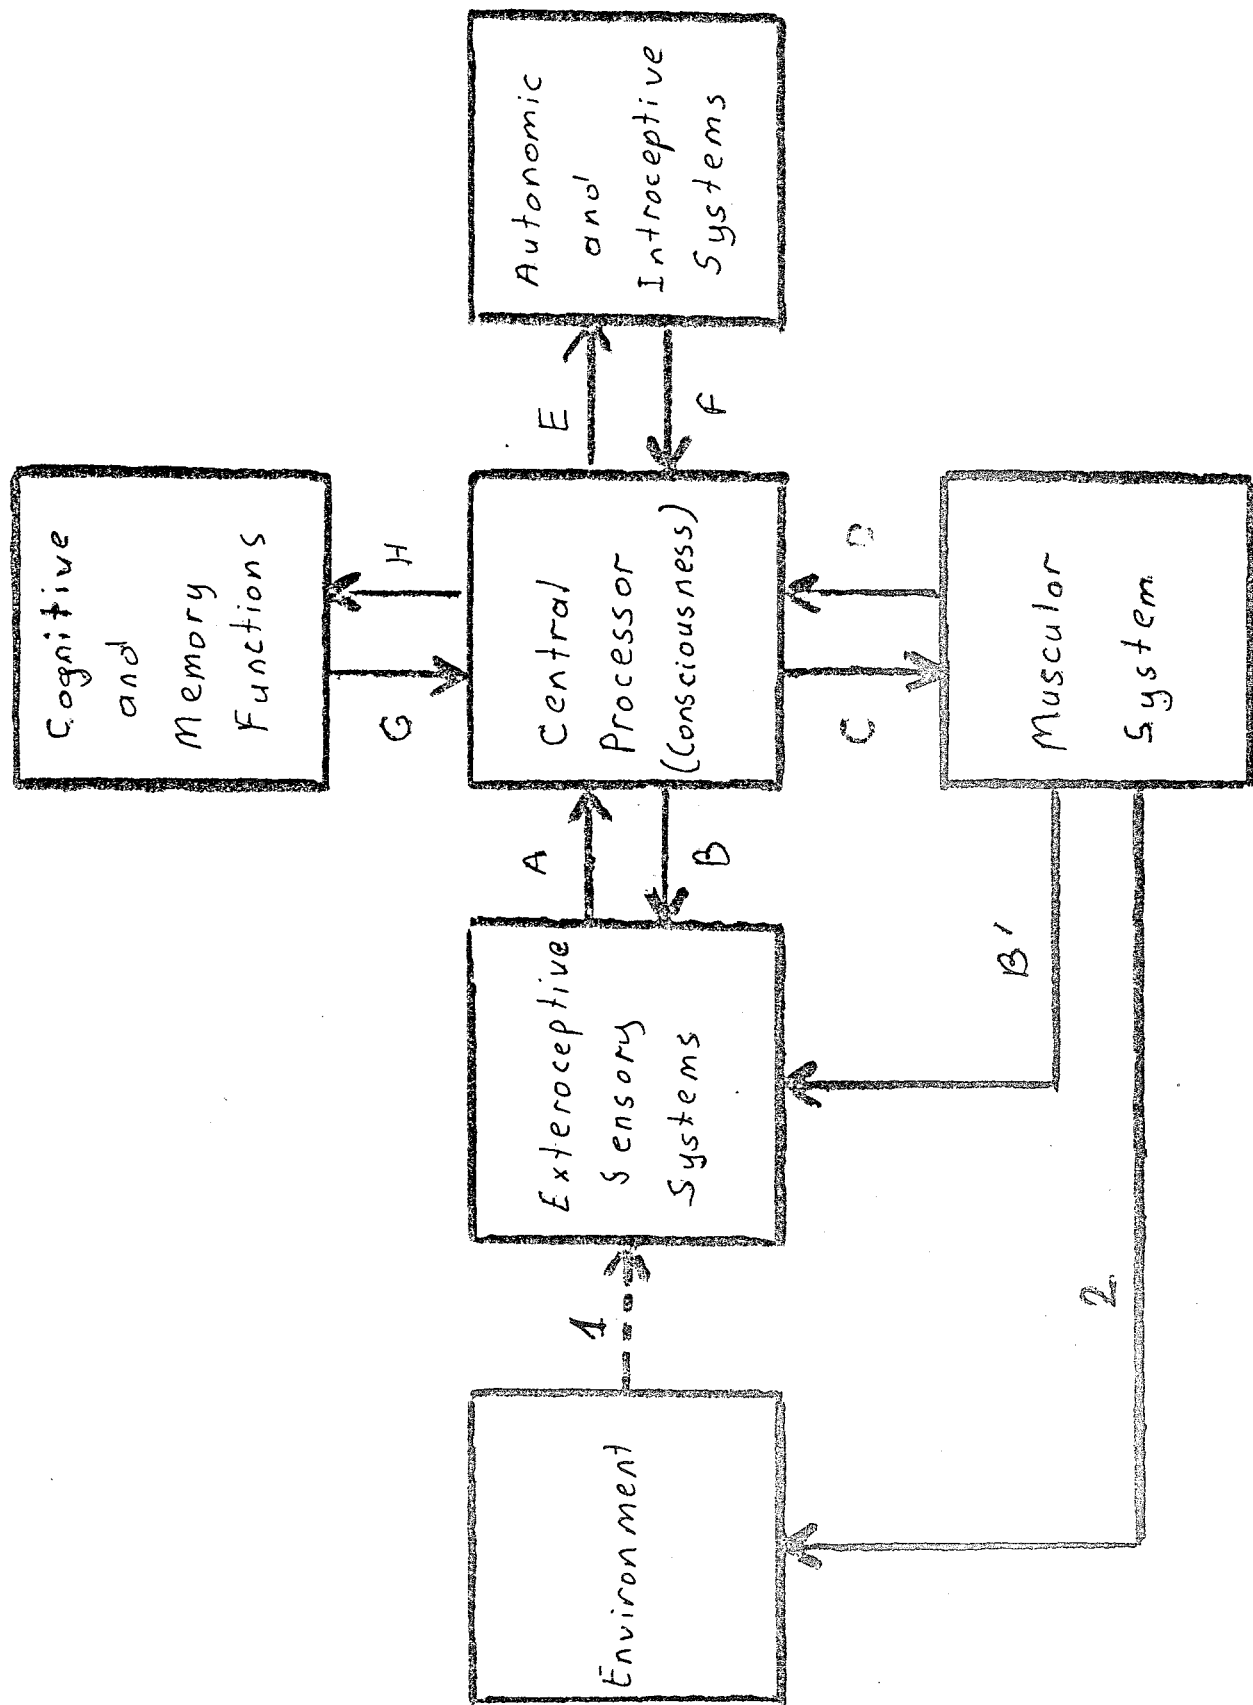 Cognitive
and
Memory
Functions
G
H
Environment
1
Exteroceptive
Sensory
Systems
A
B
Central
Processor
(Consciousness)
E
F
Autonomic
and
Introceptive
Systems
C
D
B'
Muscular
System
2